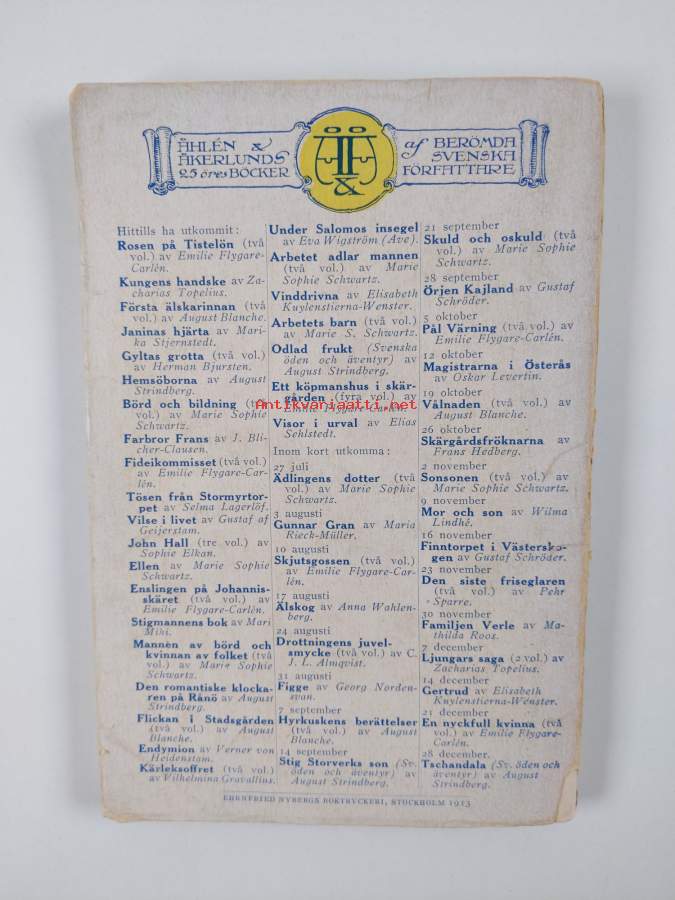 ÅHLÉN &
ÅKERLUNDS
25 öres BÖCKER
af BERÖMDA
SVENSKA
FÖRFATTARE
Hittills ha utkommit:
Rosen på Tistelön (två
vol.) av Emilie Flygare-
Carlén.
Kungens handske av Za-
charias Topelius.
Första älskarinnan (två
vol.) av August Blanche.
Janinas hjärta av Mari-
ka Stjernstedt.
Gyltas grotta (två vol.)
av Herman Bjursten.
Hemsöborna av August
Strindberg.
Börd och bildning (två
vol.) av Marie Sophie
Schwartz.
Farbror Frans av J. Bli-
cher-Clausen.
Fideikommisset (två vol.)
av Emilie Flygare-Car-
lén.
Tösen från Stormyrtor-
pet av Selma Lagerlöf.
Vilse i livet av Gustaf af
Geijerstam.
John Hall (tre vol.) av
Sophie Elkan.
Ellen av Marie Sophie
Schwartz.
Enslingen på Johannis-
skäret (två vol.) av
Emilie Flygare-Carlén.
Stigmannens bok av Mari
Mihi.
Mannen av börd och
kvinnan av folket (två
vol.) av Marie Sophie
Schwartz.
Den romantiske klocka-
ren på Rånö av August
Strindberg.
Flickan i Stadsgården
(två vol.) av August
Blanche.
Endymion av Verner von
Heidenstam.
Kärleksoffret (två vol.)
av Wilhelmina Gravallius.
Under Salomos insegel
av Eva Wigström (Ave).
Arbetet adlar mannen
(två vol.) av Marie
Sophie Schwartz.
Vinddrivna av Elisabeth
Kuylenstierna-Wenster.
Arbetets barn (två vol.)
av Marie S. Schwartz.
Odlad frukt (Svenska
öden och äventyr) av
August Strindberg.
Ett köpmanshus i skär-
gården (fyra vol.) av
Emilie Flygare-Carlén.
Antikvariaatti.net
Visor i urval av Elias
Sehlstedt.
Inom kort utkomma:
27 juli
Ädlingens dotter (två
vol.) av Marie Sophie
Schwartz.
3 augusti
Gunnar Gran av Maria
Rieck-Müller.
10 augusti
Skjutsgossen (två vol.)
av Emilie Flygare-Car-
lén.
17 augusti
Älskog av Anna Wahlen-
berg.
24 augusti
Drottningens juvel-
smycke (två vol.) av C.
J. L. Almqvist.
31 augusti
Figge av Georg Norden-
svan.
7 september
Hyrkuskens berättelser
(två vol.) av August
Blanche.
14 september
Stig Storverks son (Sv.
öden och äventyr) av
August Strindberg.
21 september
Skuld och oskuld (två
vol.) av Marie Sophie
Schwartz.
28 september
Örjen Kajland av Gustaf
Schröder.
5 oktober
Pål Värning (två vol.) av
Emilie Flygare-Carlén.
12 oktober
Magistrarna i Österås
av Oskar Levertin.
19 oktober
Vålnaden (två vol.) av
August Blanche.
26 oktober
Skärgårdsfröknarna av
Frans Hedberg.
2 november
Sonsonen (två vol.) av
Marie Sophie Schwartz.
9 november
Mor och son av Wilma
Lindhé.
16 november
Finntorpet i Västersko-
gen av Gustaf Schröder.
23 november
Den siste friseglaren
(två vol.) av Pehr
Sparre.
30 november
Familjen Verle av Ma-
thilda Roos.
7 december
Ljungars saga (2 vol.) av
Zacharias Topelius.
14 december
Gertrud av Elisabeth
Kuylenstierna-Wenster.
21 december
En nyckfull kvinna (två
vol.) av Emilie Flygare-
Carlén.
28 december.
Tschandala (Sv. öden och
äventyr) av August
Strindberg.
EHRNFRIED NYBERGS BOKTRYCKERI, STOCKHOLM 1913